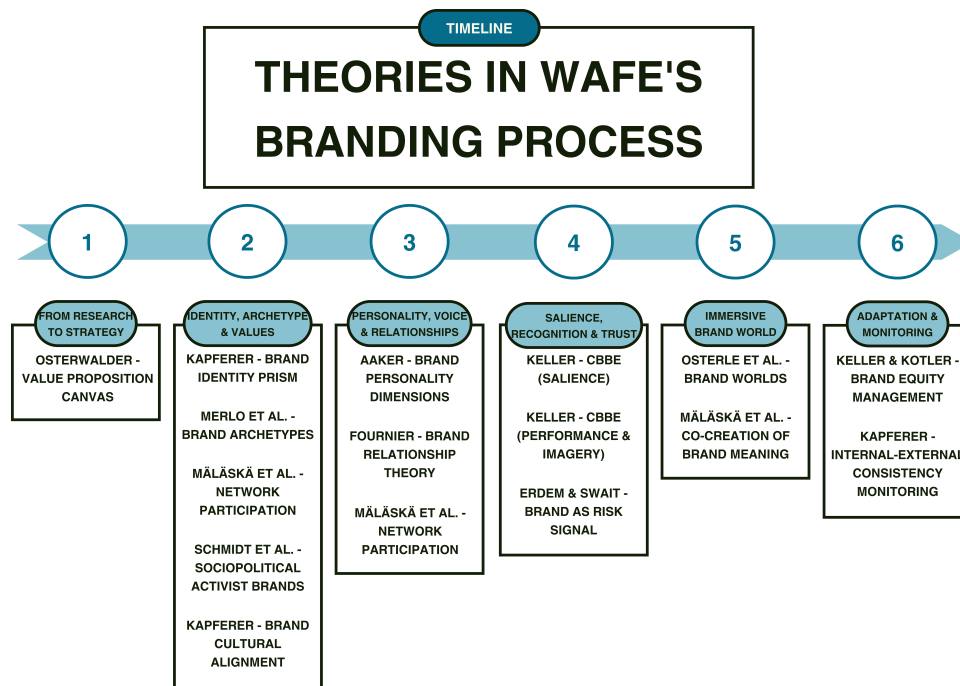 TIMELINE
THEORIES IN WAFE'S
BRANDING PROCESS
1
2
3
4
5
6
FROM RESEARCH
TO STRATEGY
OSTERWALDER -
VALUE PROPOSITION
CANVAS
IDENTITY, ARCHETYPE
& VALUES
KAPFERER - BRAND
IDENTITY PRISM
MERLO ET AL. -
BRAND ARCHETYPES
MÄLÄSKÄ ET AL. -
NETWORK
PARTICIPATION
SCHMIDT ET AL. -
SOCIOPOLITICAL
ACTIVIST BRANDS
KAPFERER - BRAND
CULTURAL
ALIGNMENT
PERSONALITY, VOICE
& RELATIONSHIPS
AAKER - BRAND
PERSONALITY
DIMENSIONS
FOURNIER - BRAND
RELATIONSHIP
THEORY
MÄLÄSKÄ ET AL. -
NETWORK
PARTICIPATION
SALIENCE,
RECOGNITION & TRUST
KELLER - CBBE
(SALIENCE)
KELLER - CBBE
(PERFORMANCE &
IMAGERY)
ERDEM & SWAIT -
BRAND AS RISK
SIGNAL
IMMERSIVE
BRAND WORLD
OSTERLE ET AL. -
BRAND WORLDS
MÄLÄSKÄ ET AL. -
CO-CREATION OF
BRAND MEANING
ADAPTATION &
MONITORING
KELLER & KOTLER -
BRAND EQUITY
MANAGEMENT
KAPFERER -
INTERNAL-EXTERNAL
CONSISTENCY
MONITORING